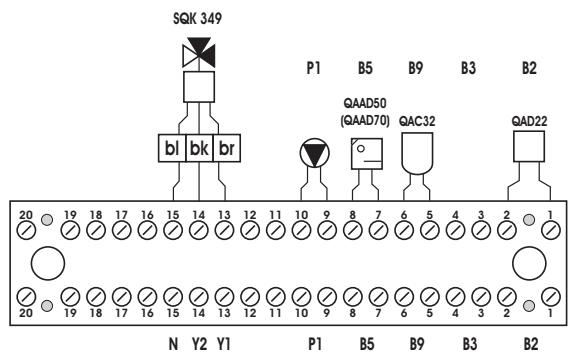 SQK 349
P1 B5 B9 B3 B2
QAAD50
(QAAD70) QAC32 QAD22
bl bk br
20 19 18 17 16 15 14 13 12 11 10 9 8 7 6 5 4 3 2 1
20 19 18 17 16 15 14 13 12 11 10 9 8 7 6 5 4 3 2 1
N Y2 Y1 P1 B5 B9 B3 B2